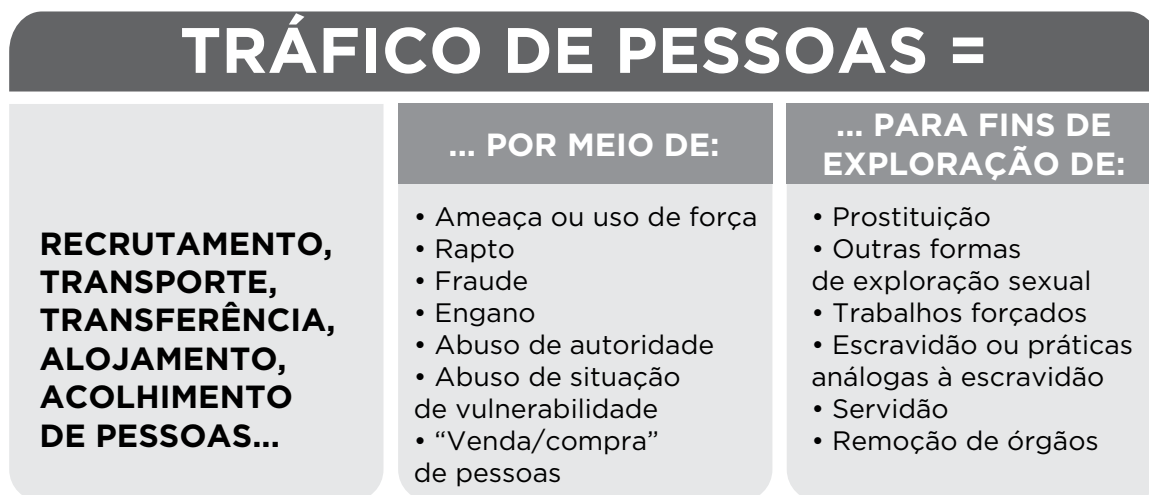 TRÁFICO DE PESSOAS =
RECRUTAMENTO,
TRANSPORTE,
TRANSFERÊNCIA,
ALOJAMENTO,
ACOLHIMENTO
DE PESSOAS...
... POR MEIO DE:
• Ameaça ou uso de força
• Rapto
• Fraude
• Engano
• Abuso de autoridade
• Abuso de situação
de vulnerabilidade
• “Venda/compra”
de pessoas
... PARA FINS DE
EXPLORAÇÃO DE:
• Prostituição
• Outras formas
de exploração sexual
• Trabalhos forçados
• Escravidão ou práticas
análogas à escravidão
• Servidão
• Remoção de órgãos